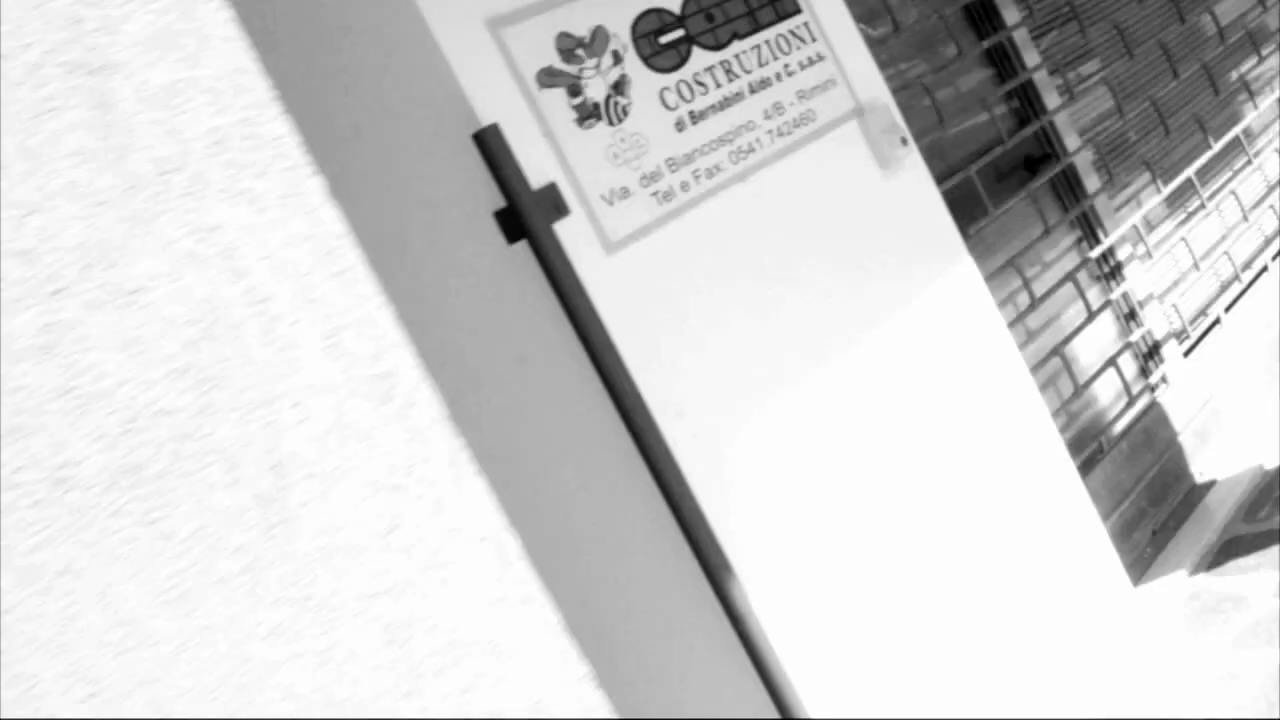 COSTRUZIONI
di Bernabini Aldo e C. s.a.s.
Via. del Biancospino, 4/B - Rimini
Tel e Fax: 0541 742460